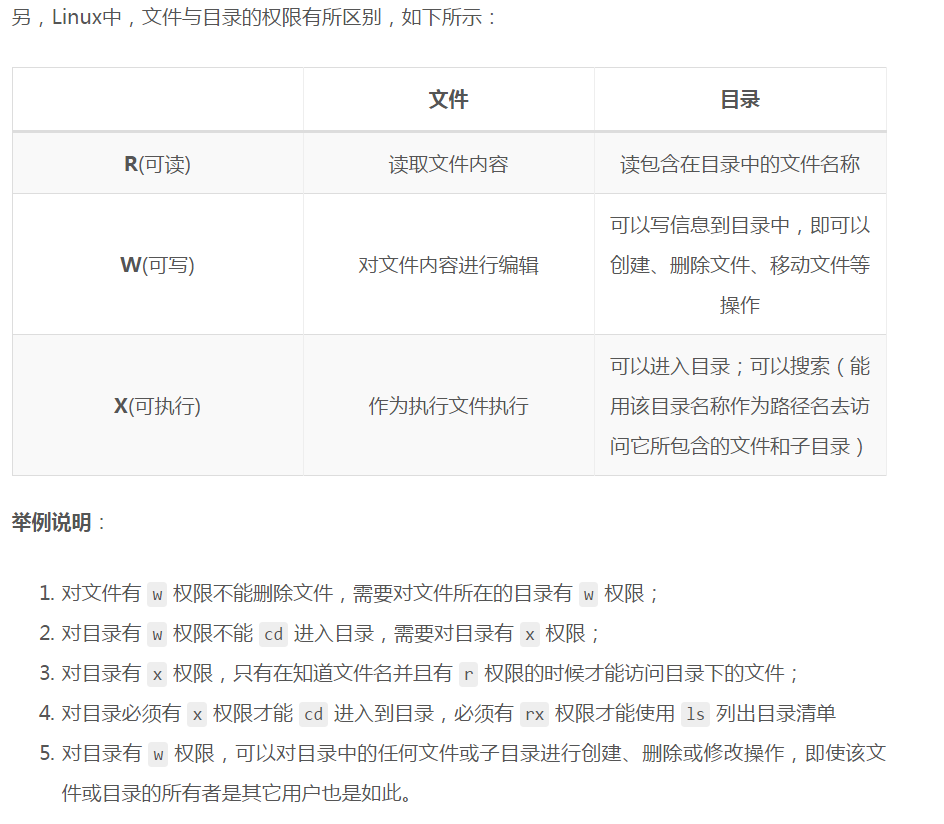 另，Linux中，文件与目录的权限有所区别，如下所示：
文件 目录
R(可读) 读取文件内容 读包含在目录中的文件名称
W(可写) 对文件内容进行编辑 可以写信息到目录中，即可以
创建、删除文件、移动文件等
操作
X(可执行) 作为执行文件执行 可以进入目录；可以搜索（能
用该目录名称作为路径名去访
问它所包含的文件和子目录）
举例说明：
1. 对文件有 w 权限不能删除文件，需要对文件所在的目录有 w 权限；
2. 对目录有 w 权限不能 cd 进入目录，需要对目录有 x 权限；
3. 对目录有 x 权限，只有在知道文件名并且有 r 权限的时候才能访问目录下的文件；
4. 对目录必须有 x 权限才能 cd 进入到目录，必须有 rx 权限才能使用 ls 列出目录清单
5. 对目录有 w 权限，可以对目录中的任何文件或子目录进行创建、删除或修改操作，即使该文
件或目录的所有者是其它用户也是如此。